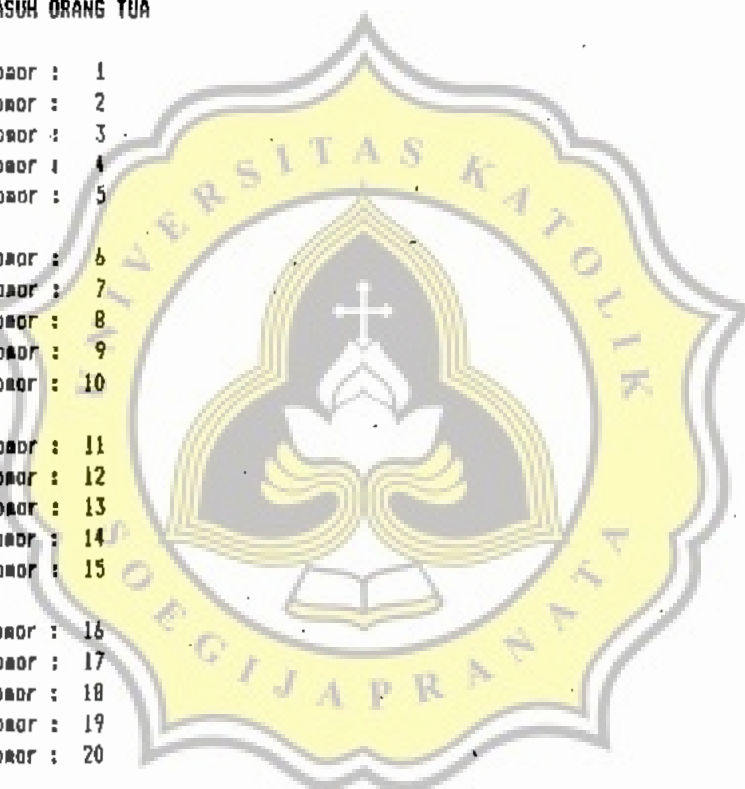 ASUH ORANG TUA
omor : 1
omor : 2
omor : 3
omor : 4
omor : 5
omor : 6
omor : 7
omor : 8
omor : 9
omor : 10
omor : 11
omor : 12
omor : 13
omor : 14
omor : 15
omor : 16
omor : 17
omor : 18
omor : 19
omor : 20
UNIVERSITAS KATOLIK
SOEGIJAPRANATA